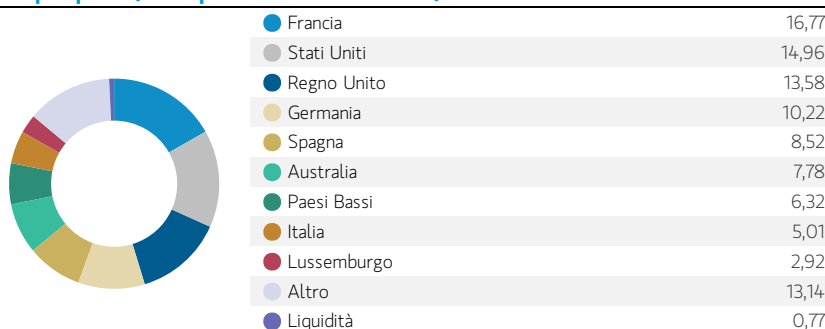 Francia 16,77
Stati Uniti 14,96
Regno Unito 13,58
Germania 10,22
Spagna 8,52
Australia 7,78
Paesi Bassi 6,32
Italia 5,01
Lussemburgo 2,92
Altro 13,14
Liquidità 0,77